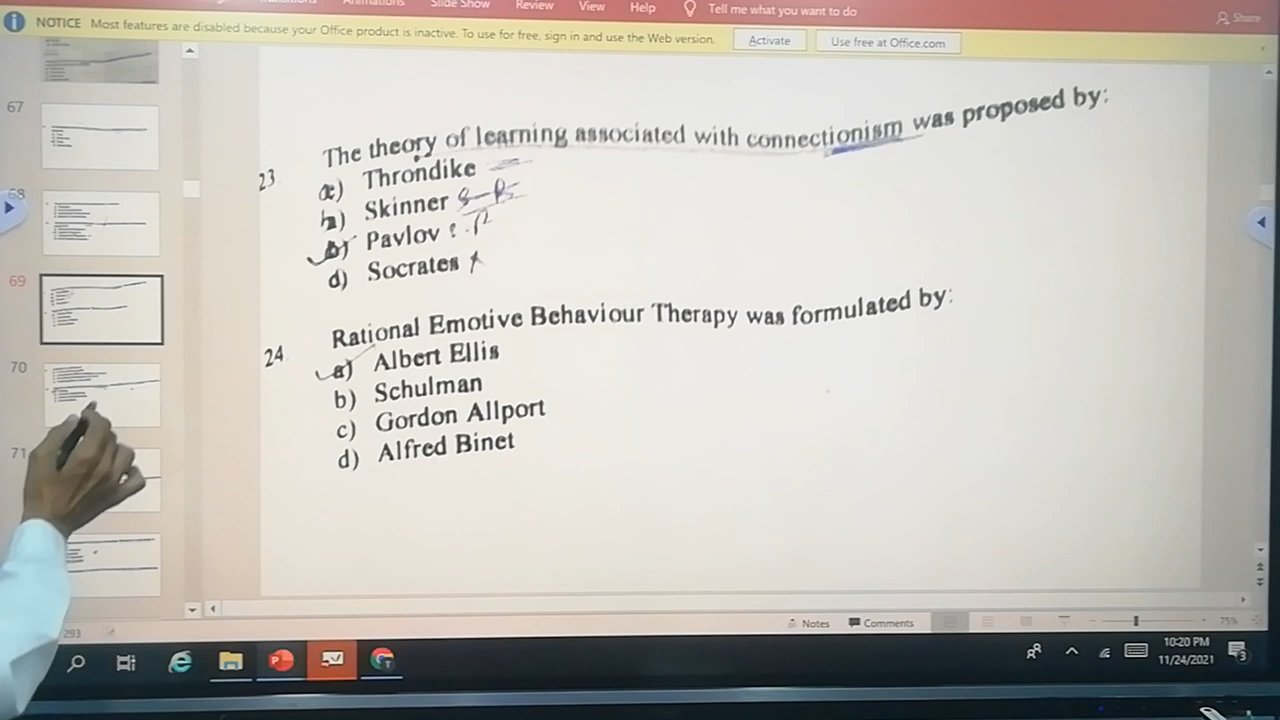 Slide Show Review View Help Tell me what you want to do
Share
NOTICE Most features are disabled because your Office product is inactive. To use for free, sign in and use the Web version. Activate Use free at Office.com
67
68
69
70
71
23 The theory of learning associated with connectionism was proposed by:
a) Throndike
Skinner
Pavlov
d) Socrates
24 Rational Emotive Behaviour Therapy was formulated by:
a) Albert Ellis
b) Schulman
c) Gordon Allport
d) Alfred Binet
293
Notes Comments 75%
10:20 PM
11/24/2021
3